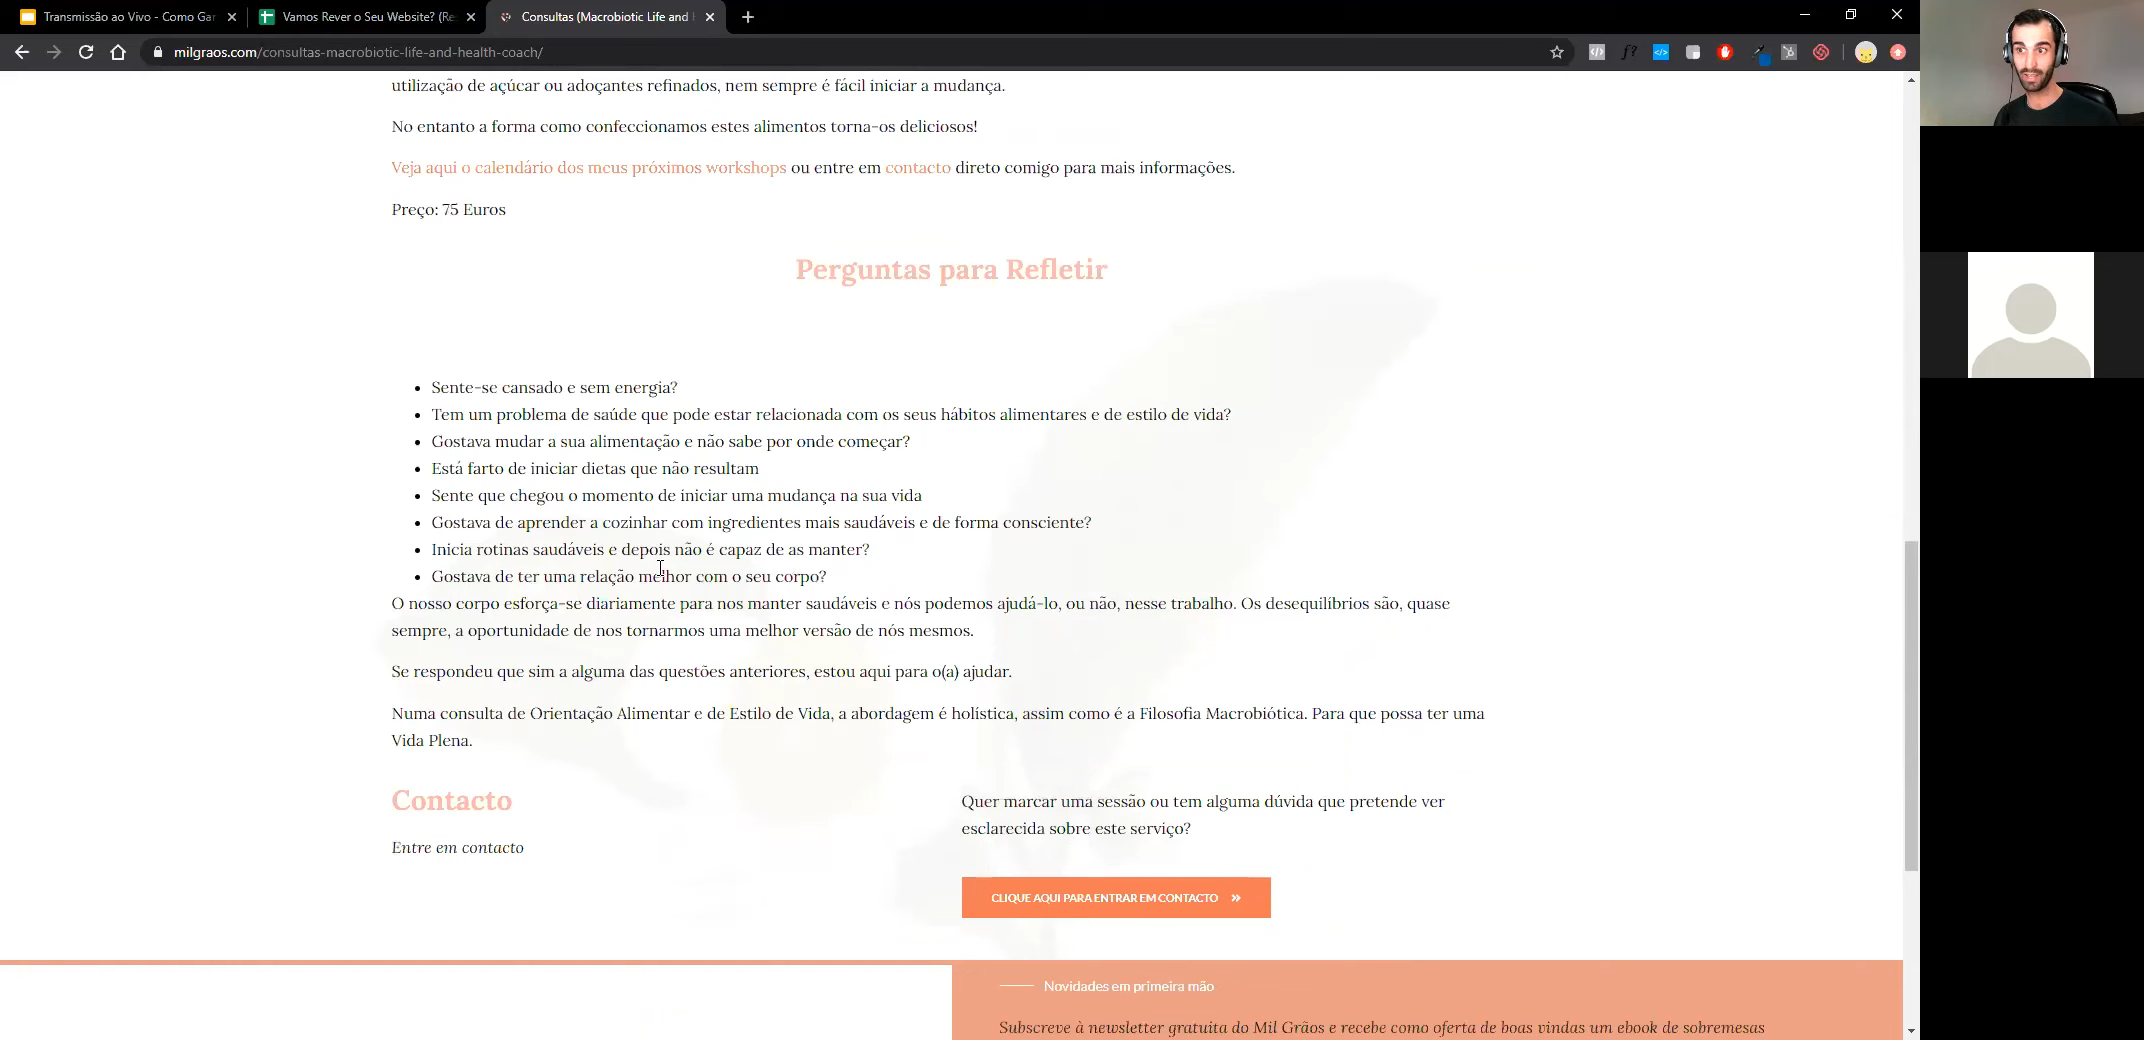 Transmissão ao Vivo - Como Gar
Vamos Rever o Seu Website? (Re
Consultas (Macrobiotic Life and
milgraos.com/consultas-macrobiotic-life-and-health-coach/
utilização de açúcar ou adoçantes refinados, nem sempre é fácil iniciar a mudança.
No entanto a forma como confeccionamos estes alimentos torna-os deliciosos!
Veja aqui o calendário dos meus próximos workshops ou entre em contacto direto comigo para mais informações.
Preço: 75 Euros
Perguntas para Refletir
• Sente-se cansado e sem energia?
• Tem um problema de saúde que pode estar relacionada com os seus hábitos alimentares e de estilo de vida?
• Gostava mudar a sua alimentação e não sabe por onde começar?
• Está farto de iniciar dietas que não resultam
• Sente que chegou o momento de iniciar uma mudança na sua vida
• Gostava de aprender a cozinhar com ingredientes mais saudáveis e de forma consciente?
• Inicia rotinas saudáveis e depois não é capaz de as manter?
• Gostava de ter uma relação melhor com o seu corpo?
O nosso corpo esforça-se diariamente para nos manter saudáveis e nós podemos ajudá-lo, ou não, nesse trabalho. Os desequilíbrios são, quase
sempre, a oportunidade de nos tornarmos uma melhor versão de nós mesmos.
Se respondeu que sim a alguma das questões anteriores, estou aqui para o(a) ajudar.
Numa consulta de Orientação Alimentar e de Estilo de Vida, a abordagem é holística, assim como é a Filosofia Macrobiótica. Para que possa ter uma
Vida Plena.
Contacto
Entre em contacto
Quer marcar uma sessão ou tem alguma dúvida que pretende ver
esclarecida sobre este serviço?
CLIQUE AQUI PARA ENTRAR EM CONTACTO »
Novidades em primeira mão
Subscreve à newsletter gratuita do Mil Grãos e recebe como oferta de boas vindas um ebook de sobremesas